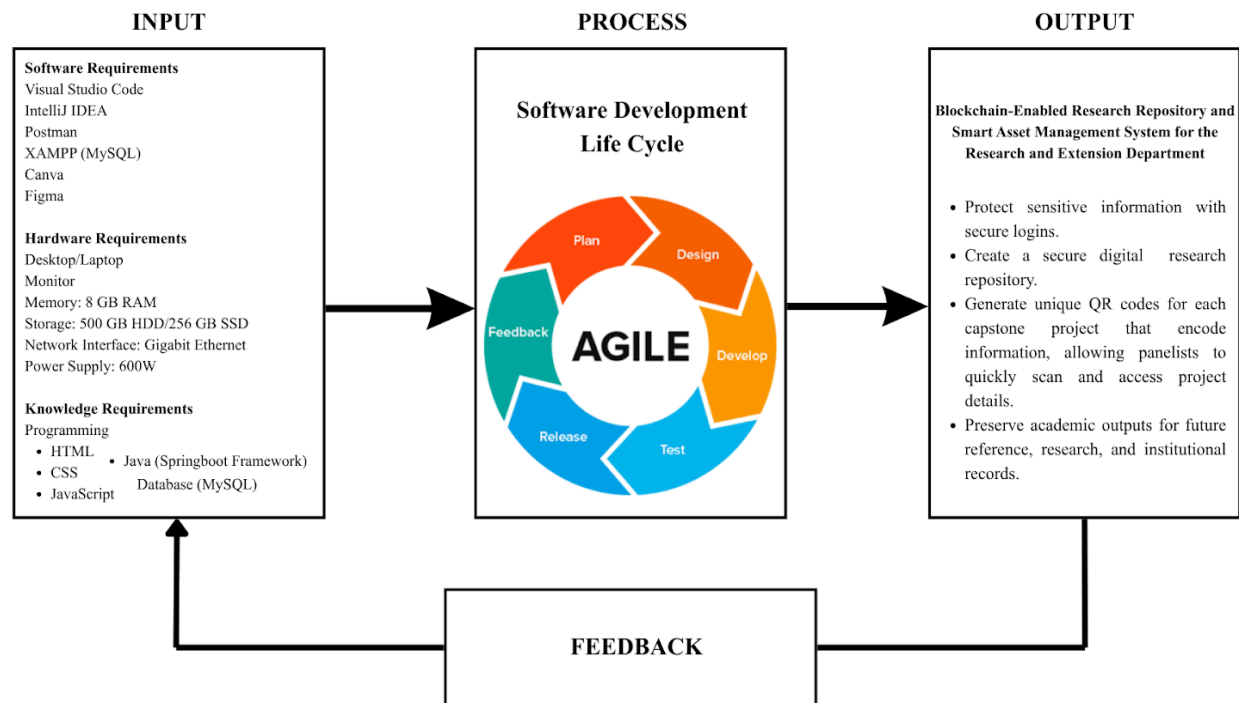 INPUT
Software Requirements
Visual Studio Code
IntelliJ IDEA
Postman
XAMPP (MySQL)
Canva
Figma
Hardware Requirements
Desktop/Laptop
Monitor
Memory: 8 GB RAM
Storage: 500 GB HDD/256 GB SSD
Network Interface: Gigabit Ethernet
Power Supply: 600W
Knowledge Requirements
Programming
• HTML
• CSS
• JavaScript
• Java (Springboot Framework)
Database (MySQL)
PROCESS
Software Development
Life Cycle
Plan
Design
Develop
Test
Release
Feedback
AGILE
OUTPUT
Blockchain-Enabled Research Repository and
Smart Asset Management System for the
Research and Extension Department
• Protect sensitive information with
secure logins.
• Create a secure digital research
repository.
• Generate unique QR codes for each
capstone project that encode
information, allowing panelists to
quickly scan and access project
details.
• Preserve academic outputs for future
reference, research, and institutional
records.
FEEDBACK